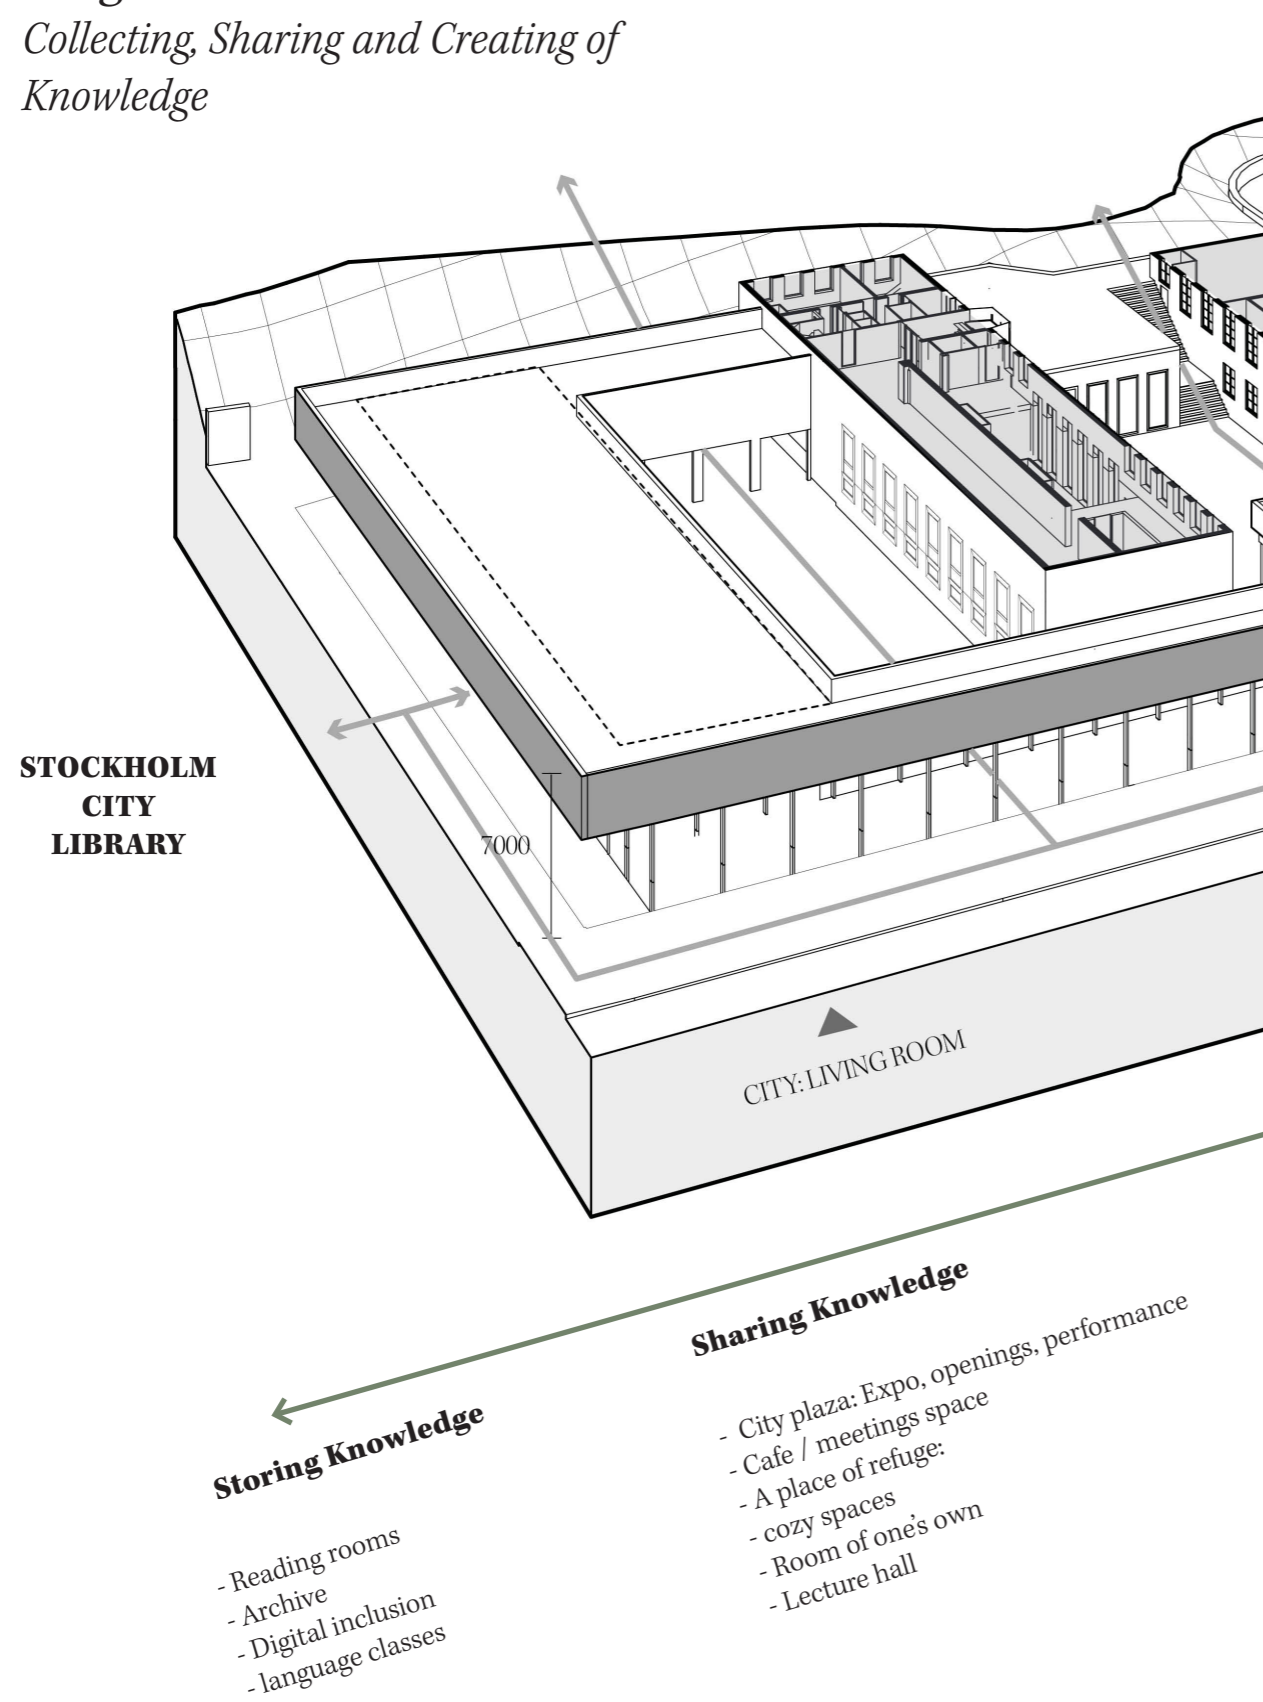 Collecting, Sharing and Creating of
Knowledge
STOCKHOLM
CITY
LIBRARY
7000
CITY: LIVING ROOM
Sharing Knowledge
- City plaza: Expo, openings, performance
- Cafe / meetings space
- A place of refuge:
- cozy spaces
- Room of one's own
- Lecture hall
Storing Knowledge
- Reading rooms
- Archive
- Digital inclusion
- language classes